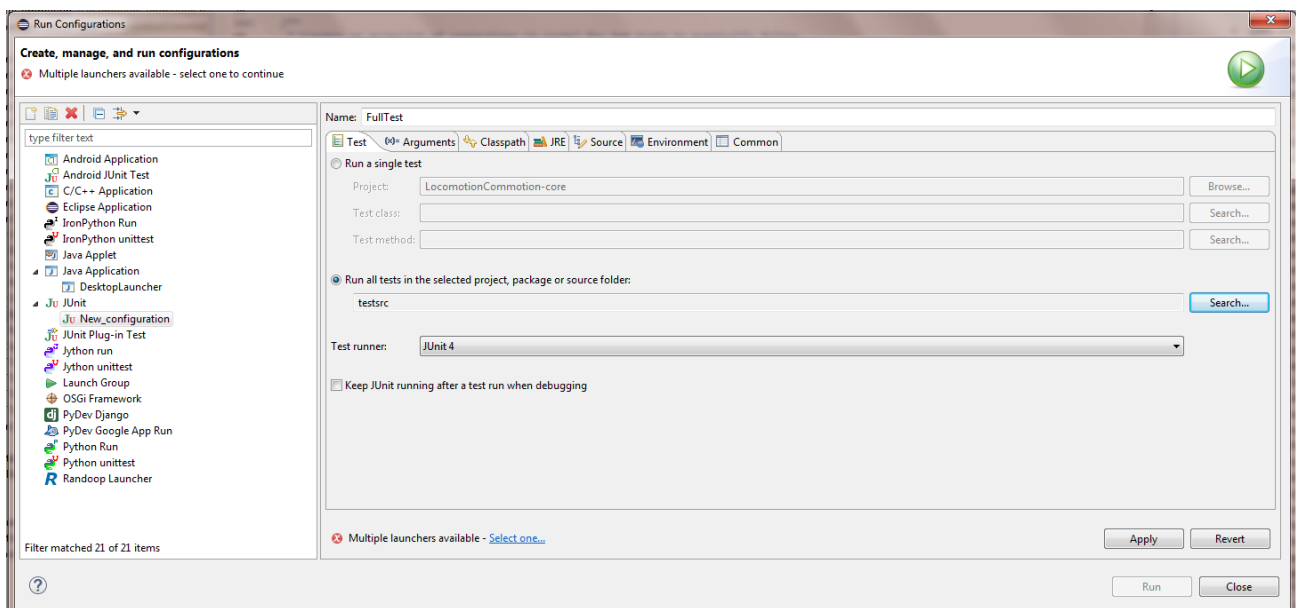 Run Configurations
Create, manage, and run configurations
Multiple launchers available - select one to continue
type filter text
Android Application
Android JUnit Test
C/C++ Application
Eclipse Application
IronPython Run
IronPython unittest
Java Applet
Java Application
DesktopLauncher
JUnit
New_configuration
JUnit Plug-in Test
Jython run
Jython unittest
Launch Group
OSGi Framework
PyDev Django
PyDev Google App Run
Python Run
Python unittest
Randoop Launcher
Filter matched 21 of 21 items
Name: FullTest
Test (x)= Arguments Classpath JRE Source Environment Common
Run a single test
Project: LocomotionCommotion-core Browse...
Test class: Search...
Test method: Search...
Run all tests in the selected project, package or source folder:
testsrc Search...
Test runner: JUnit 4
Keep JUnit running after a test run when debugging
Multiple launchers available - Select one... Apply Revert
Run Close